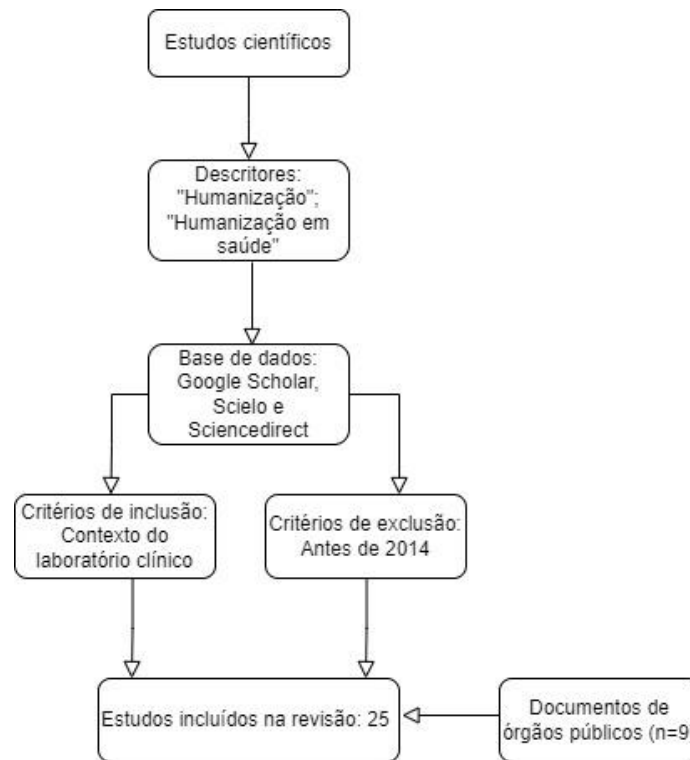 Estudos científicos
Descritores:
"Humanização";
"Humanização em
saúde"
Base de dados:
Google Scholar,
Scielo e
Sciencedirect
Critérios de inclusão:
Contexto do
laboratório clínico
Critérios de exclusão:
Antes de 2014
Estudos incluídos na revisão: 25
Documentos de
órgãos públicos (n=9